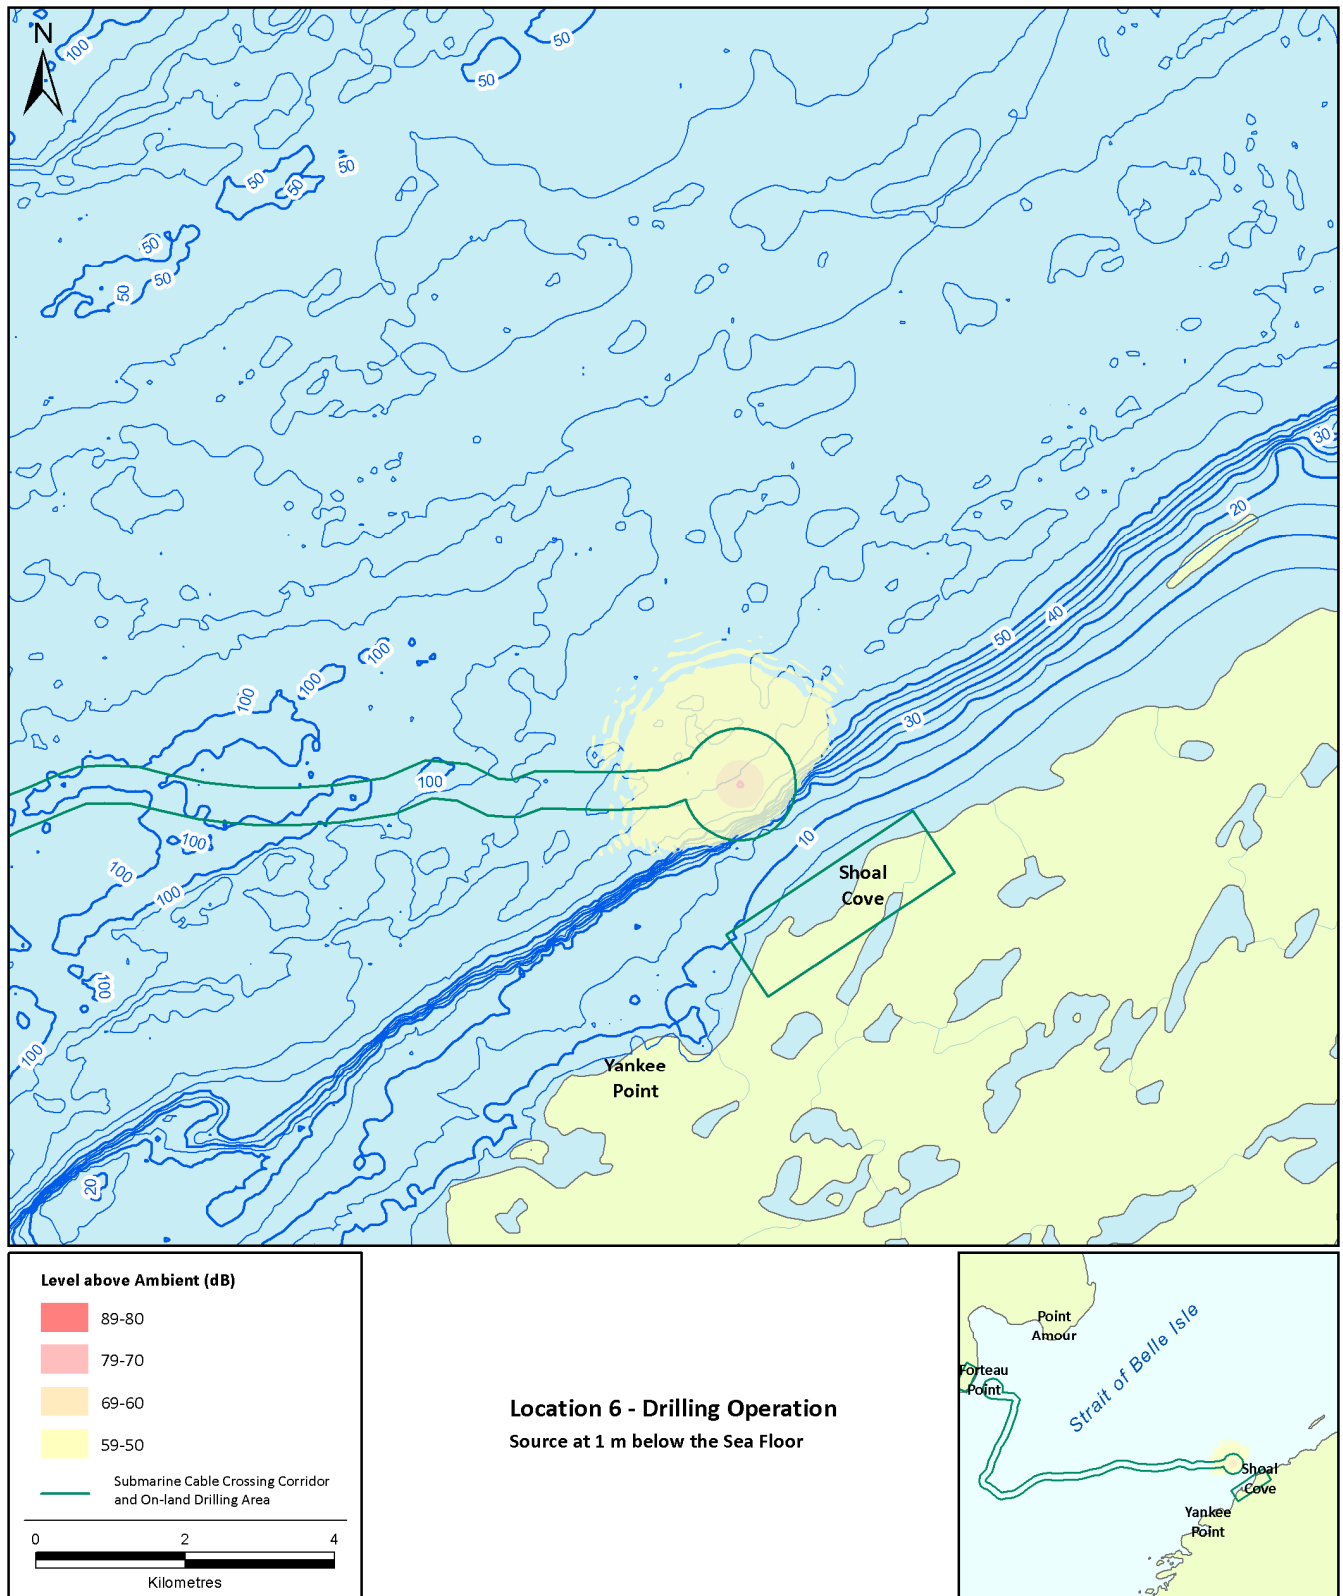 N
100
50
50
50
50
50
50
50
50
30
20
40
50
30
100
100
100
100
10
100
100
100
Shoal
Cove
100
100
Yankee
Point
20
Level above Ambient (dB)
89-80
79-70
69-60
59-50
Submarine Cable Crossing Corridor
and On-land Drilling Area
0 2 4
Kilometres
Location 6 - Drilling Operation
Source at 1 m below the Sea Floor
Point
Amour
Strait of Belle Isle
Forteau
Point
Shoal
Cove
Yankee
Point